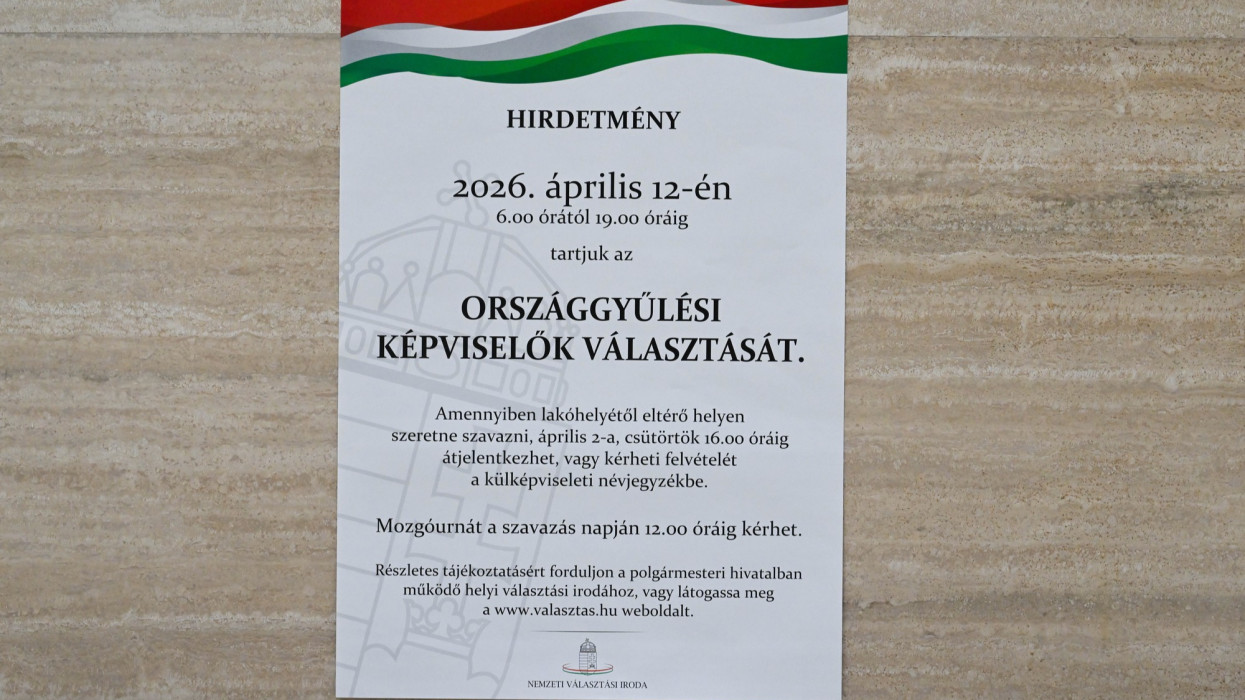 HIRDETMÉNY
2026. április 12-én
6.00 órától 19.00 óráig
tartjuk az
ORSZÁGGYŰLÉSI
KÉPVISELŐK VÁLASZTÁSÁT.
Amennyiben lakóhelyétől eltérő helyen
szeretne szavazni, április 2-a, csütörtök 16.00 óráig
átjelentkezhet, vagy kérheti felvételét
a külképviseleti névjegyzékbe.
Mozgóurnát a szavazás napján 12.00 óráig kérhet.
Részletes tájékoztatásért forduljon a polgármesteri hivatalban
működő helyi választási irodához, vagy látogassa meg
a www.valasztas.hu weboldalt.
NEMZETI VÁLASZTÁSI IRODA